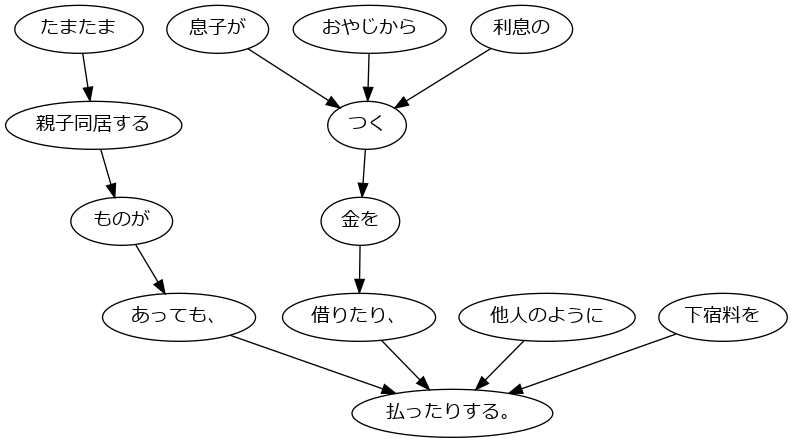 たまたま 息子が おやじから 利息の
親子同居する つく
ものが 金を
あっても、 借りたり、 他人のように 下宿料を
払ったりする。